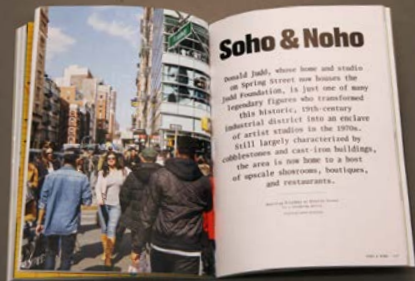 Soho & Noho
Donald Judd, whose home and studio
on Spring Street now houses the
Judd Foundation, is just one of many
legendary figures who transformed
this historic, 19th-century
industrial district into an enclave
of artist studios in the 1970s.
Still largely characterized by
cobblestones and cast-iron buildings,
the area is now home to a host
of upscale showrooms, boutiques,
and restaurants.